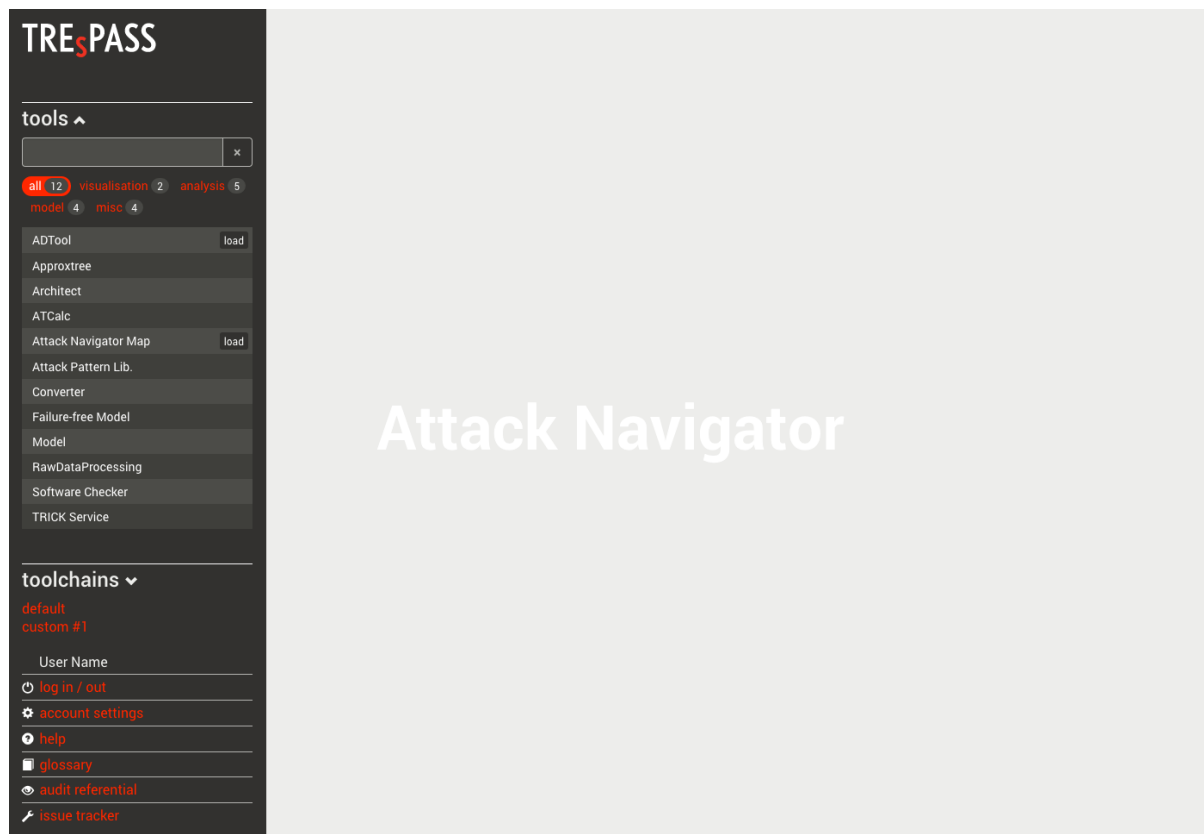 TREsPASS
tools
×
all 12 visualisation 2 analysis 5
model 4 misc 4
ADTool load
Approxtree
Architect
ATCalc
Attack Navigator Map load
Attack Pattern Lib.
Converter
Failure-free Model
Model
RawDataProcessing
Software Checker
TRICK Service
toolchains
default
custom #1
User Name
log in / out
account settings
help
glossary
audit referential
issue tracker
Attack Navigator